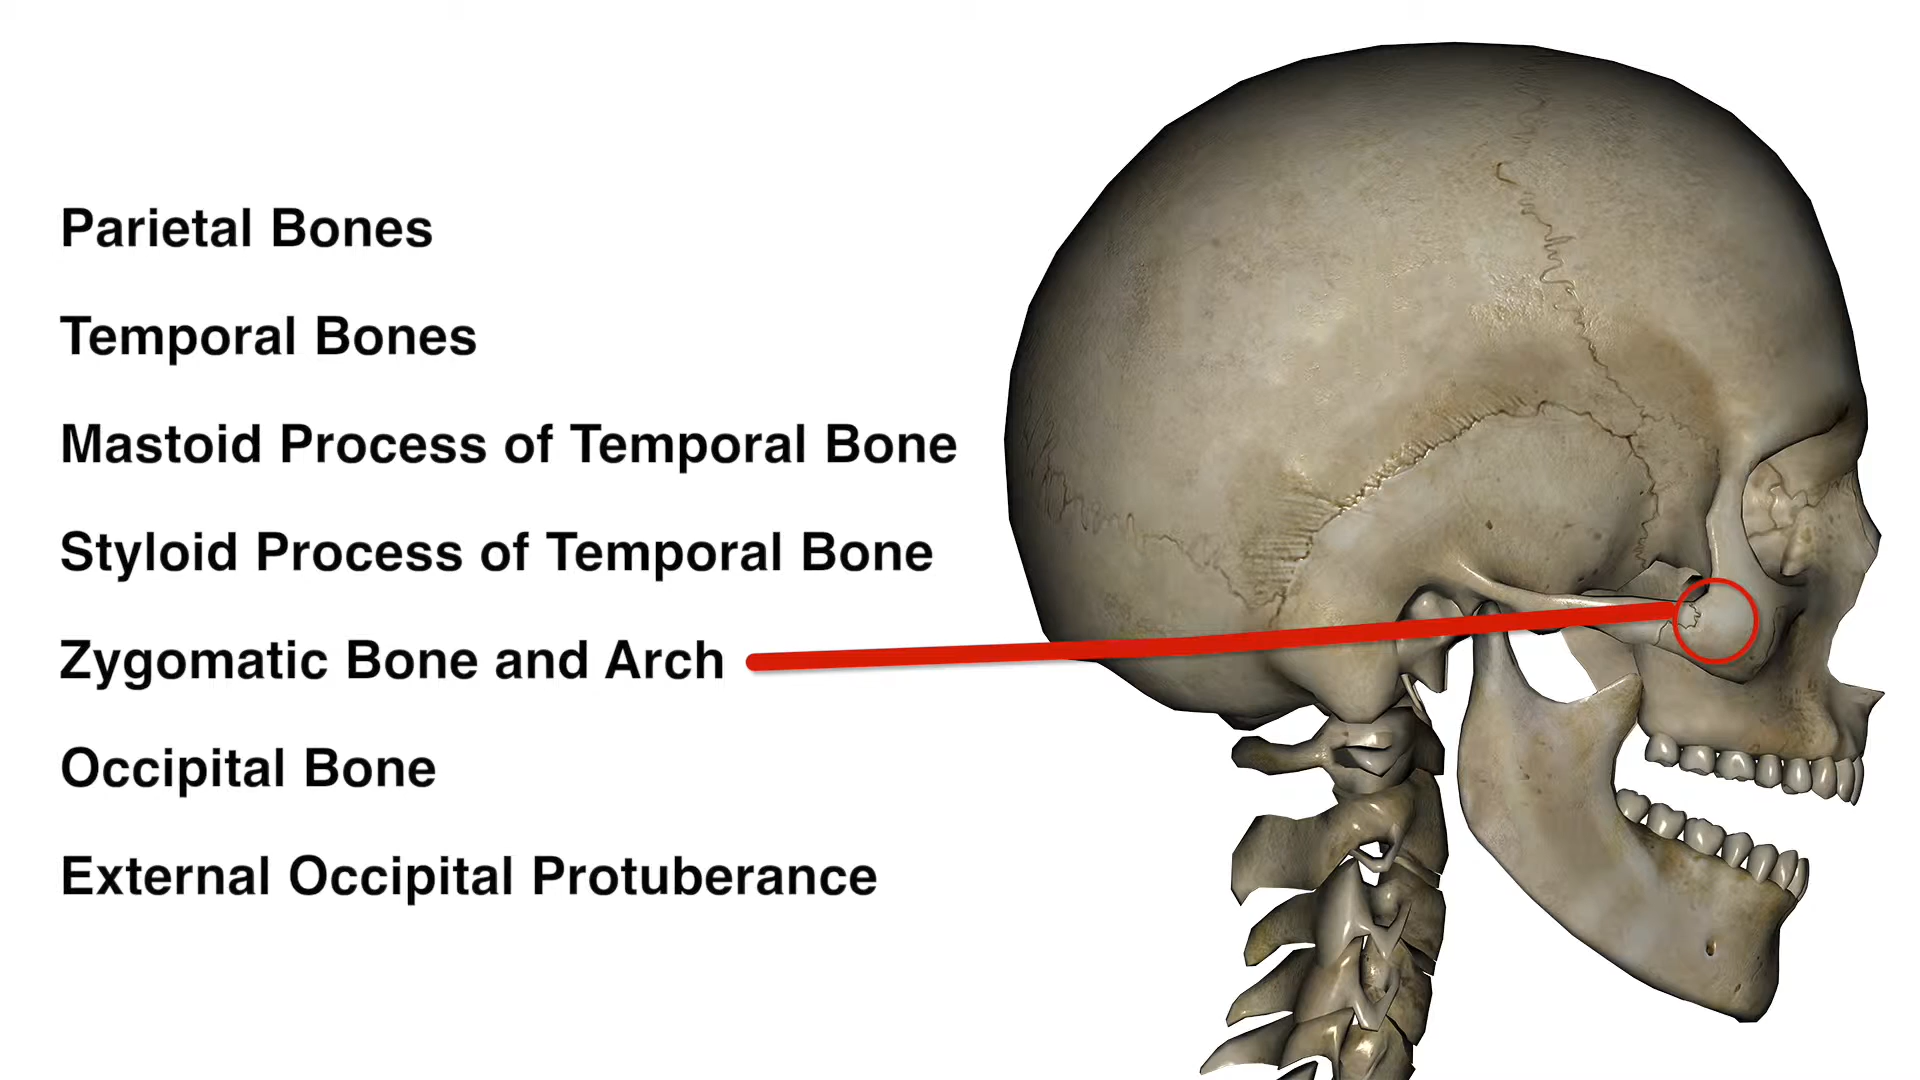 Parietal Bones
Temporal Bones
Mastoid Process of Temporal Bone
Styloid Process of Temporal Bone
Zygomatic Bone and Arch
Occipital Bone
External Occipital Protuberance